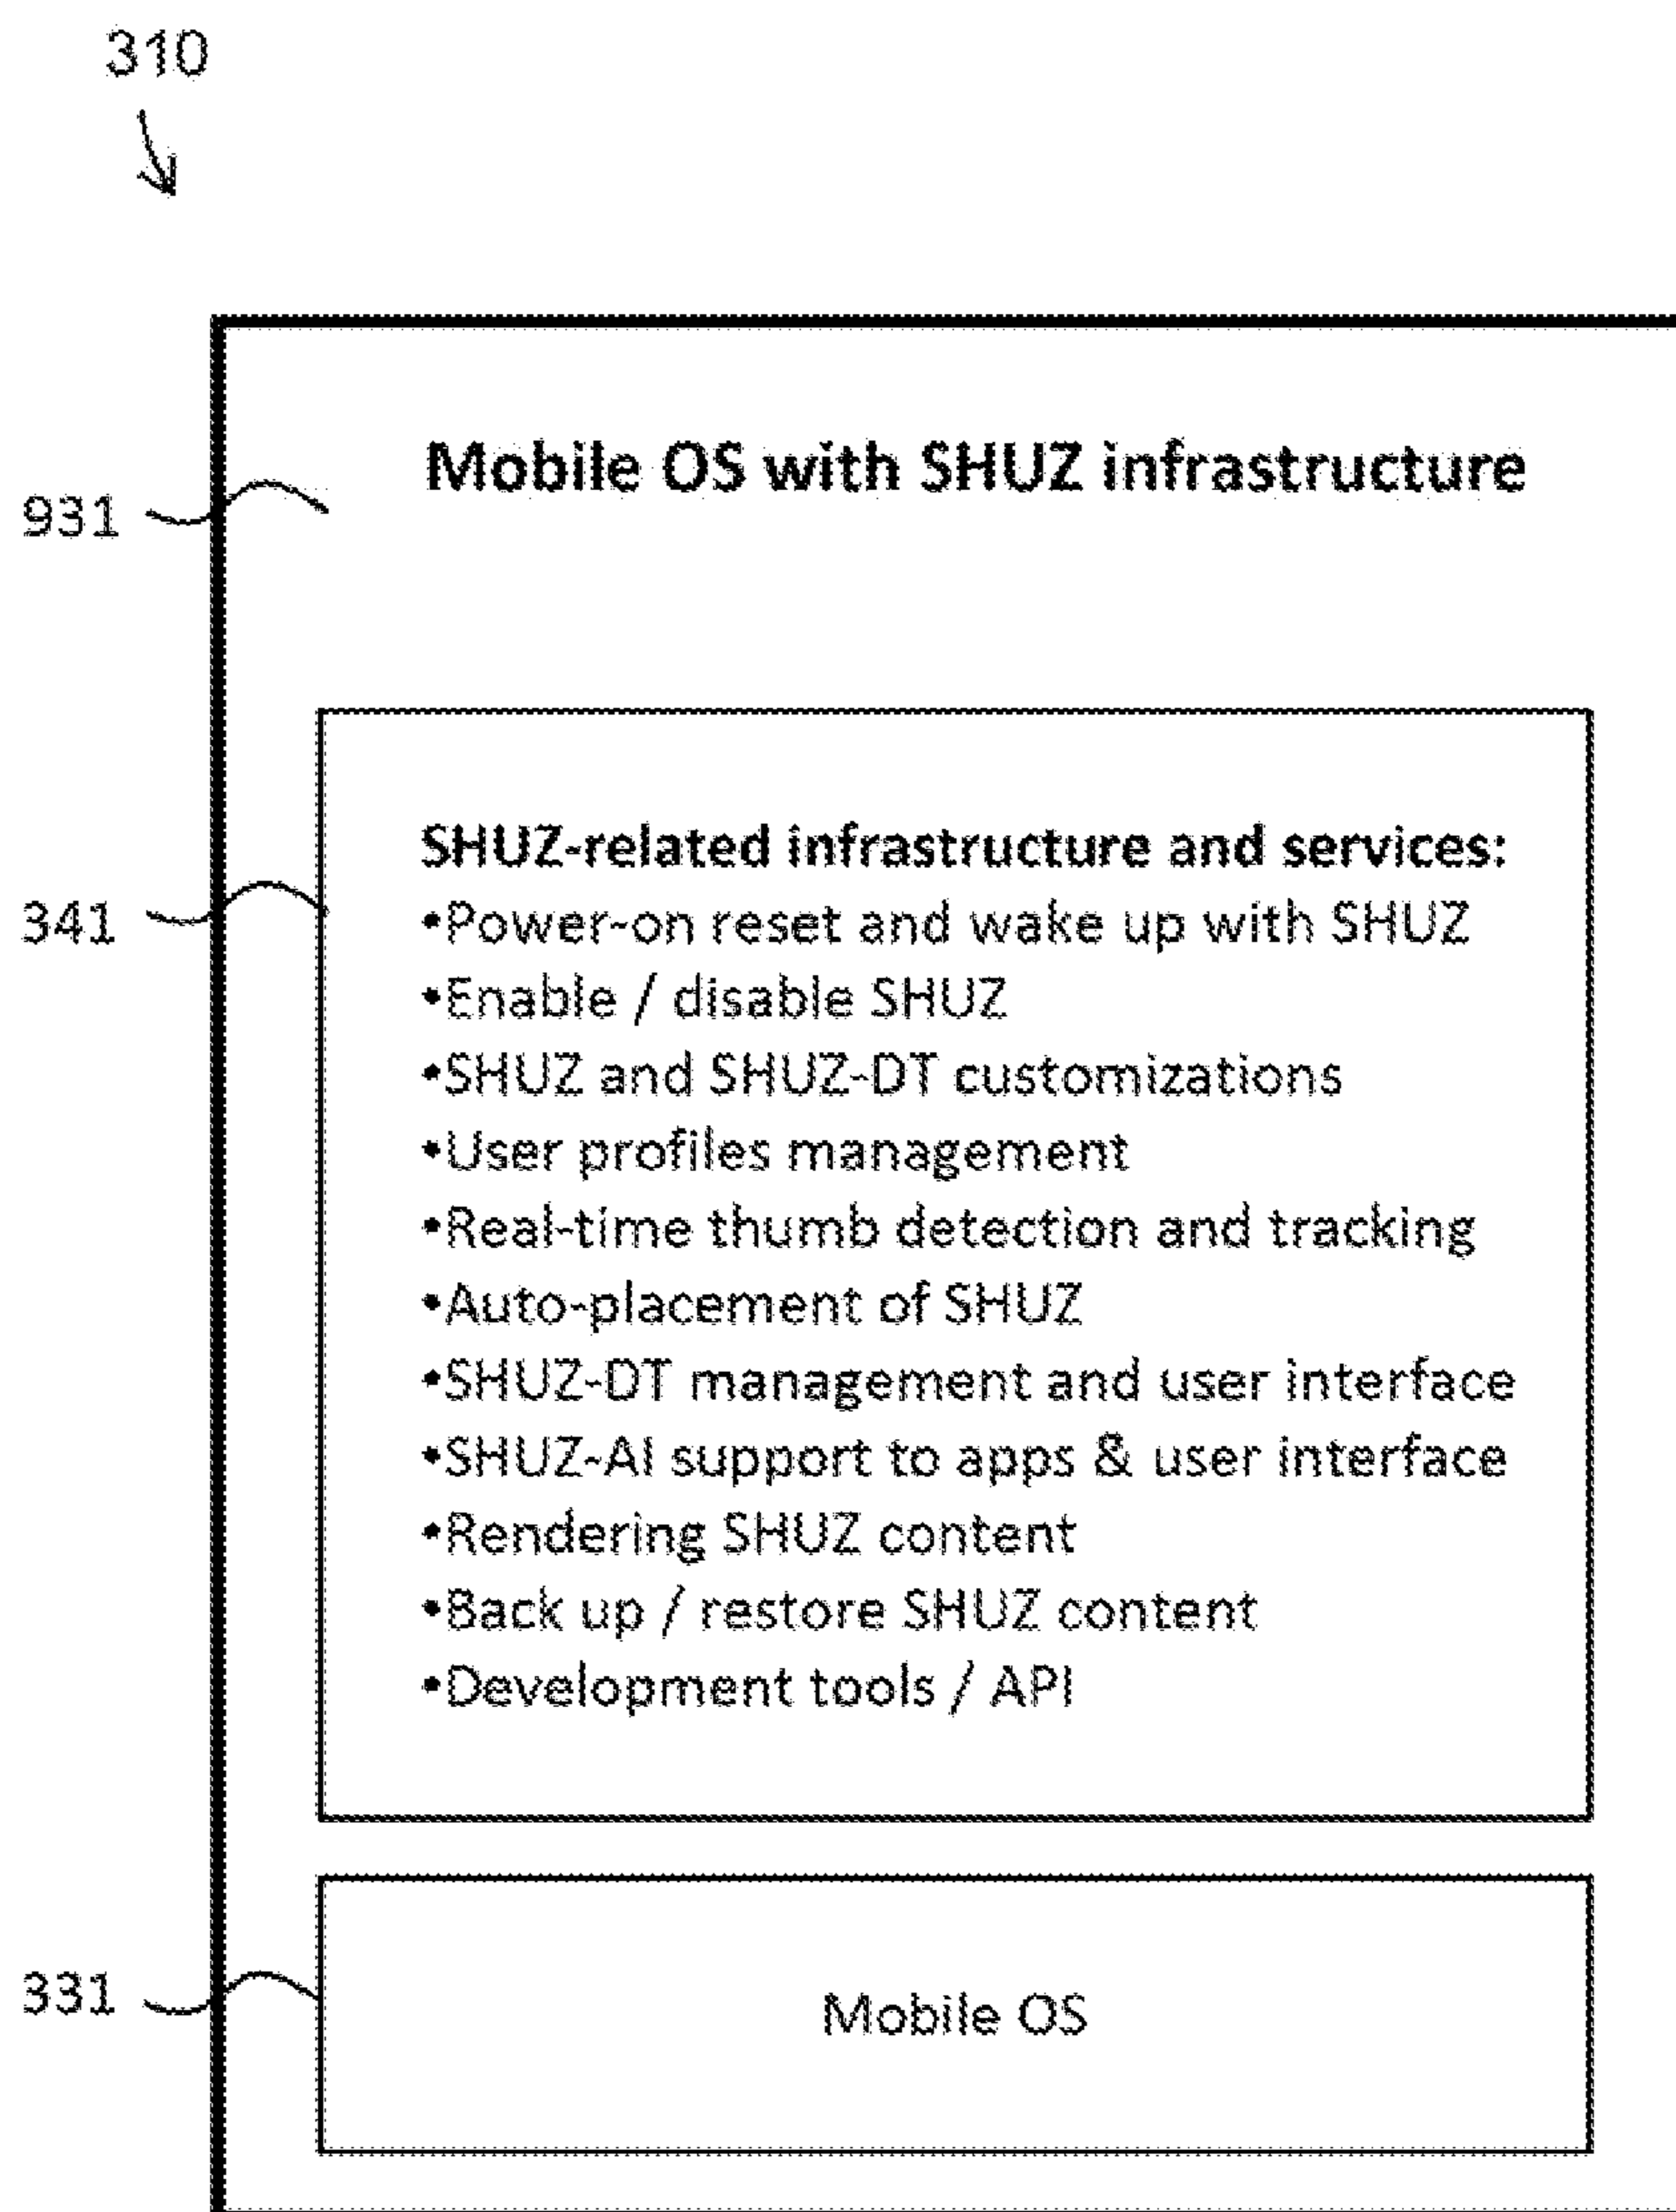 310
Mobile OS with SHUZ infrastructure
931
SHUZ-related infrastructure and services:
341
•Power-on reset and wake up with SHUZ
•Enable / disable SHUZ
•SHUZ and SHUZ-DT customizations
•User profiles management
•Real-time thumb detection and tracking
•Auto-placement of SHUZ
•SHUZ-DT management and user interface
•SHUZ-AI support to apps & user interface
•Rendering SHUZ content
•Back up / restore SHUZ content
•Development tools / API
331
Mobile OS